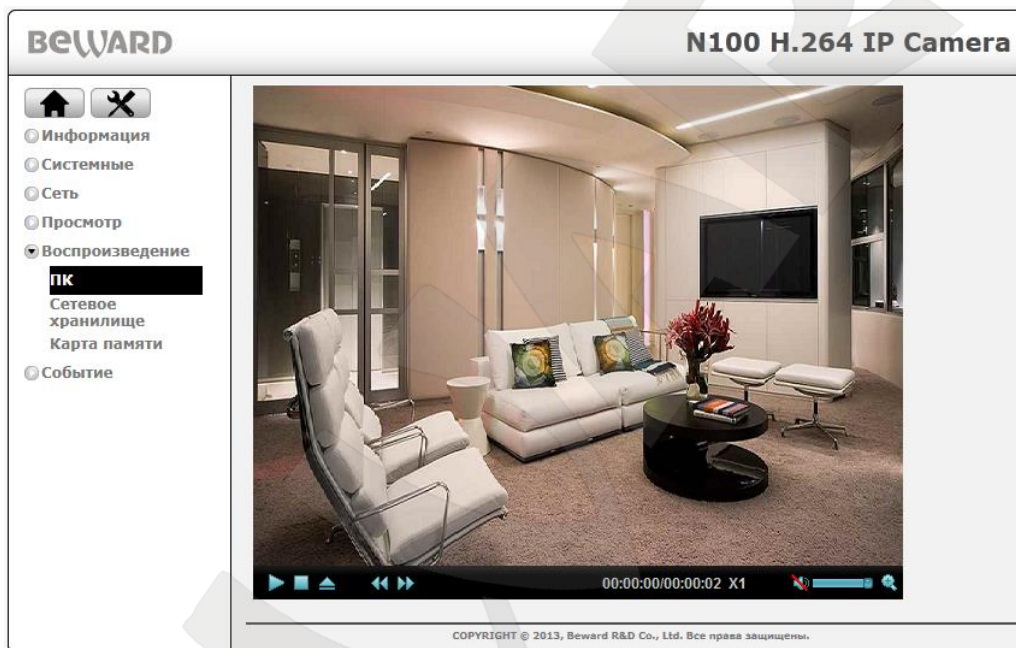 BEWARD
N100 H.264 IP Camera
Информация
Системные
Сеть
Просмотр
Воспроизведение
ПК
Сетевое
хранилище
Карта памяти
Событие
00:00:00/00:00:02 X1
COPYRIGHT © 2013, Beward R&D Co., Ltd. Все права защищены.